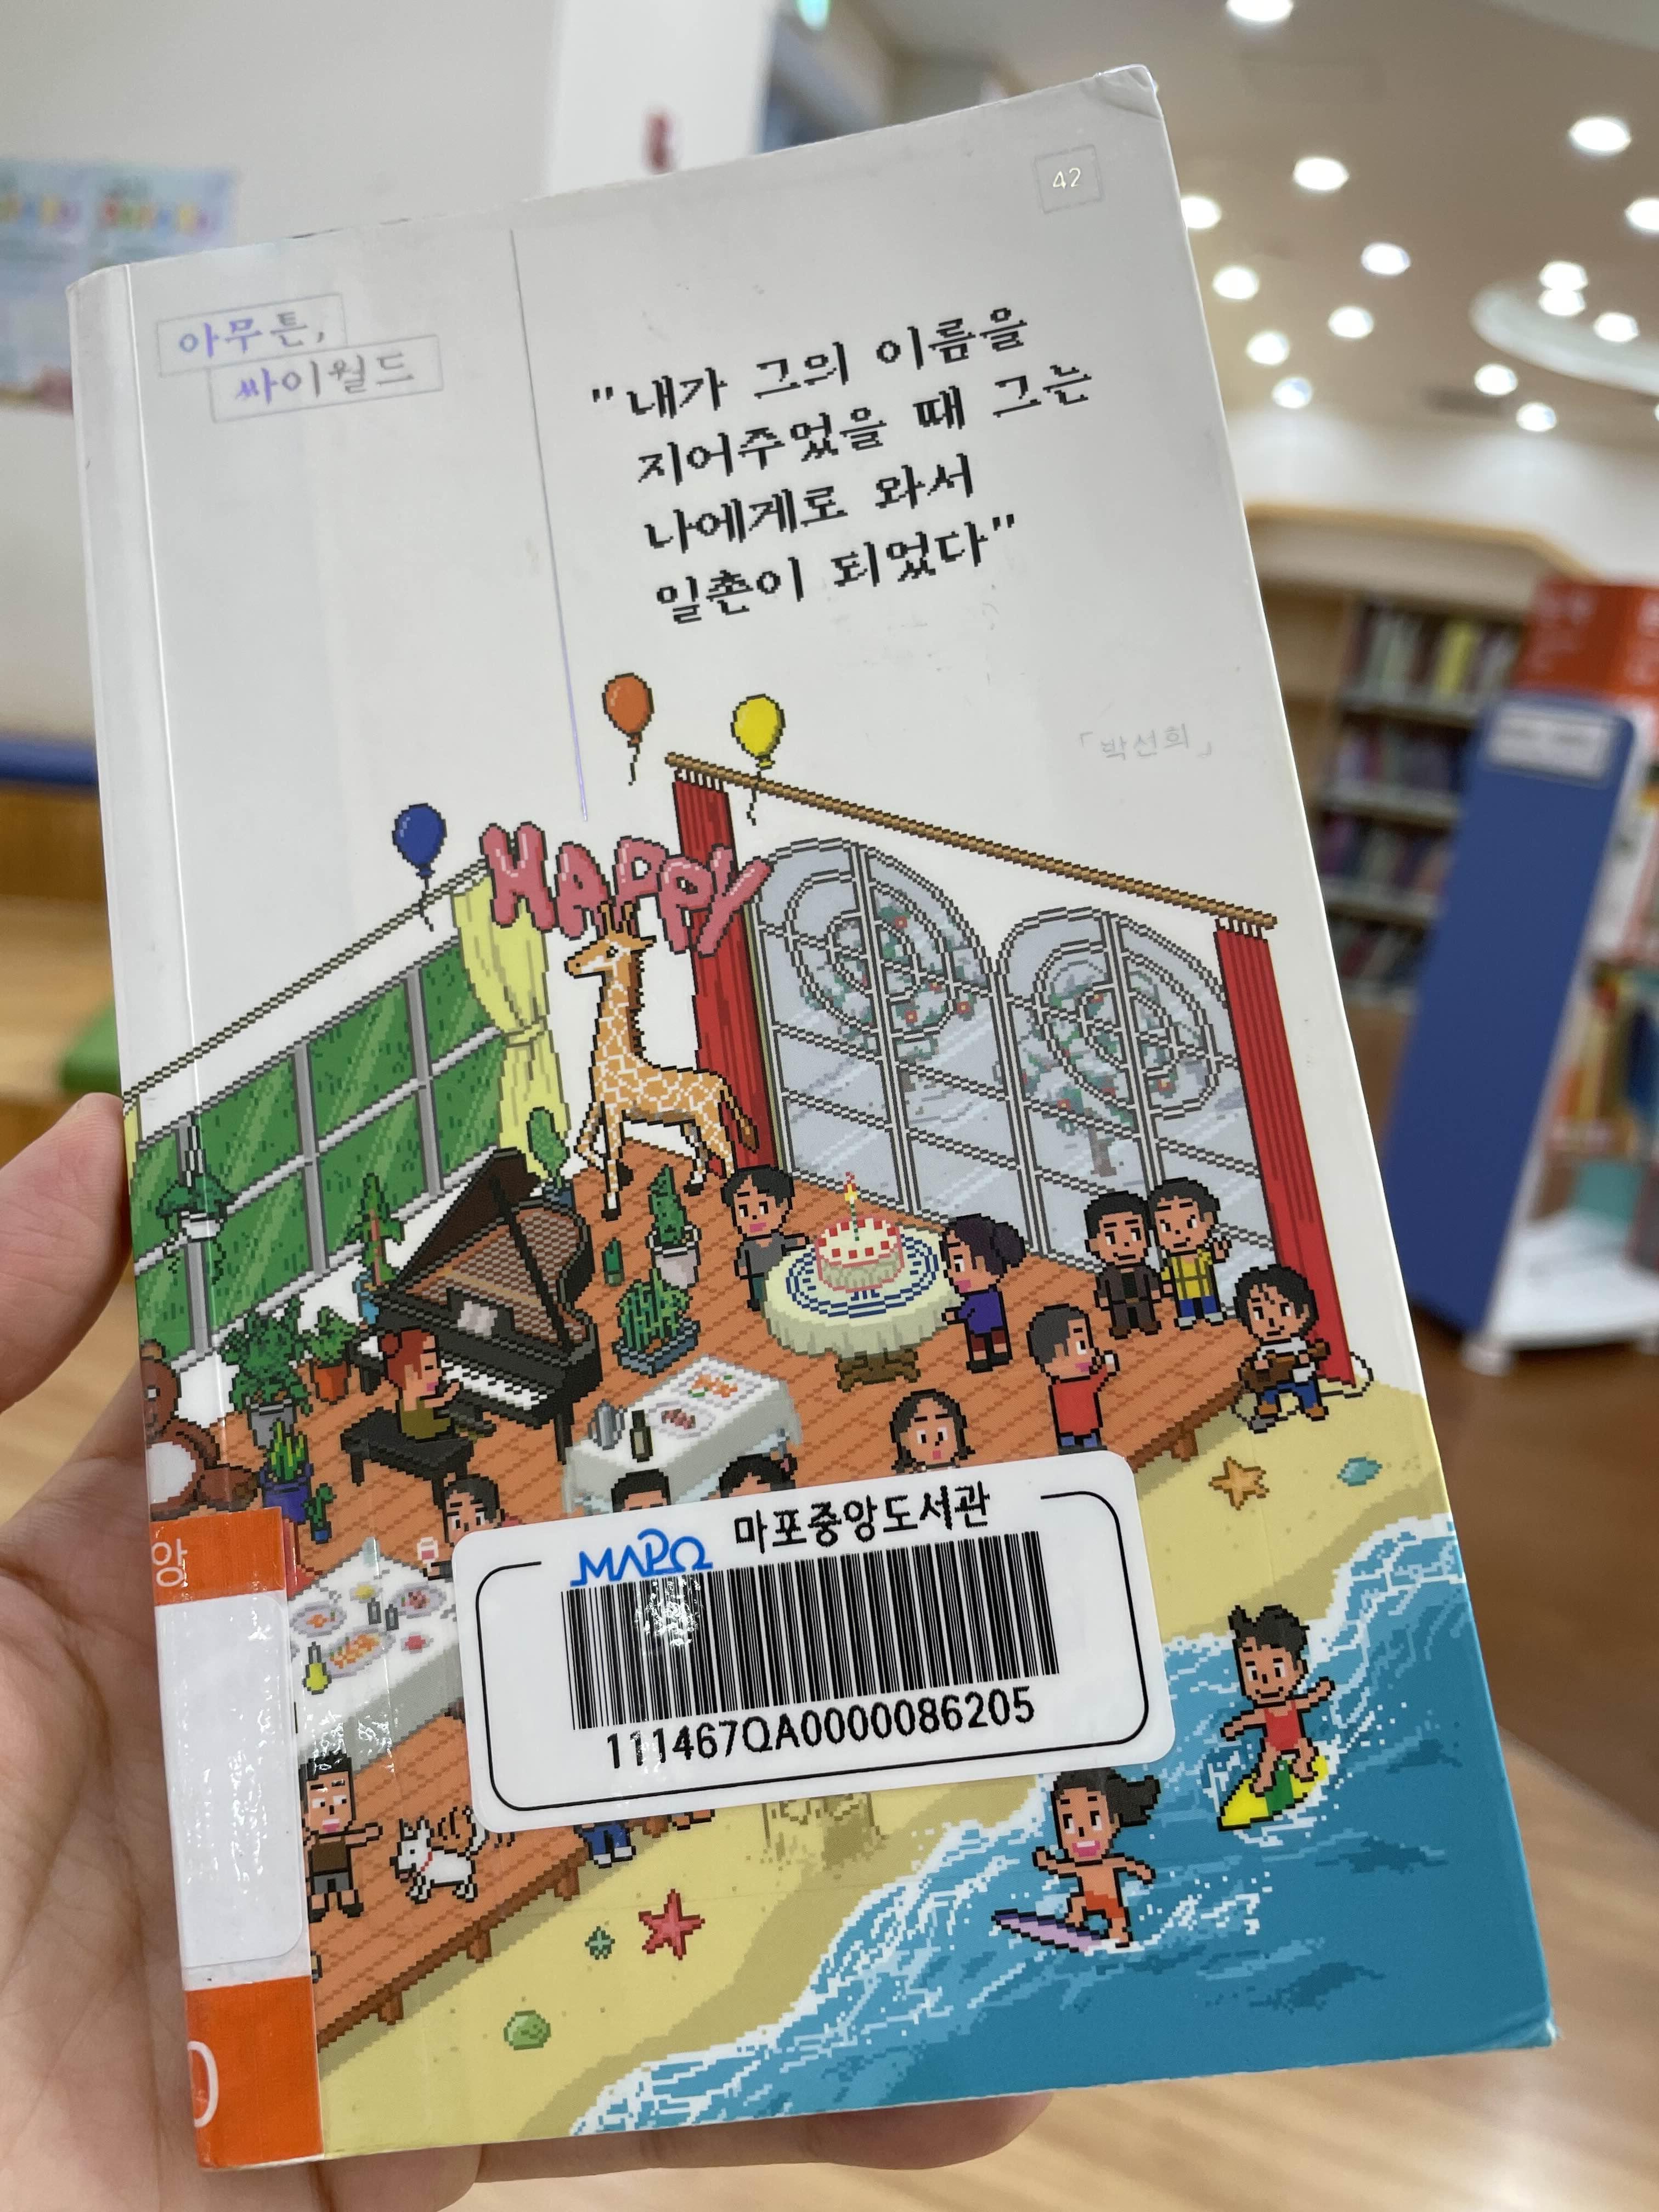 42
아무튼,
싸이월드
"내가 그의 이름을
지어주었을 때 그는
나에게로 와서
일촌이 되었다"
「박선희」
HAPPY
앙
MAPO 마포중앙도서관
111467QA0000086205
0